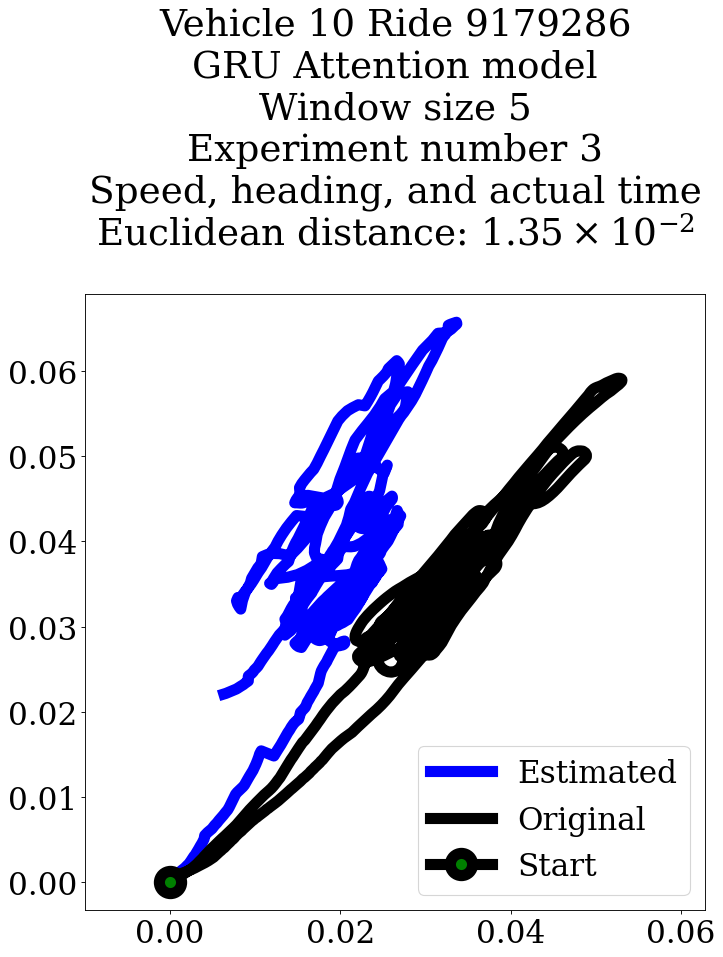 Vehicle 10 Ride 9179286
GRU Attention model
Window size 5
Experiment number 3
Speed, heading, and actual time
Euclidean distance: 1.35 × 10⁻²
0.06
0.05
0.04
0.03
0.02
0.01
0.00
Estimated
Original
Start
0.00 0.02 0.04 0.06